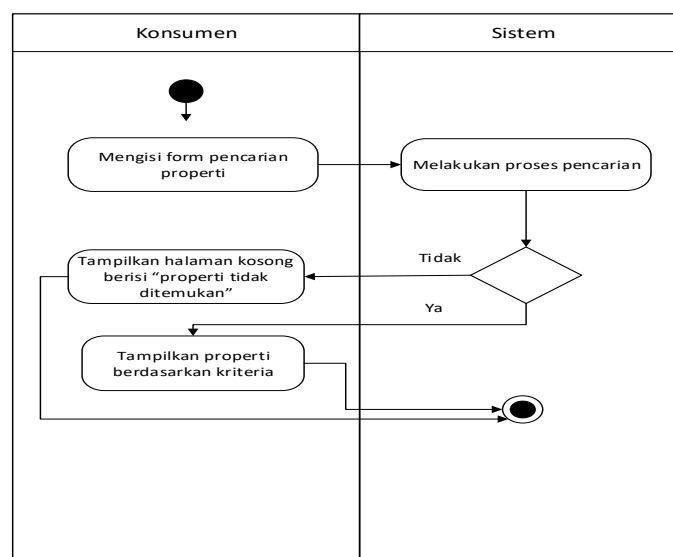 Konsumen
Sistem
Mengisi form pencarian
properti
Melakukan proses pencarian
Tampilkan halaman kosong
berisi “properti tidak
ditemukan”
Tidak
Ya
Tampilkan properti
berdasarkan kriteria